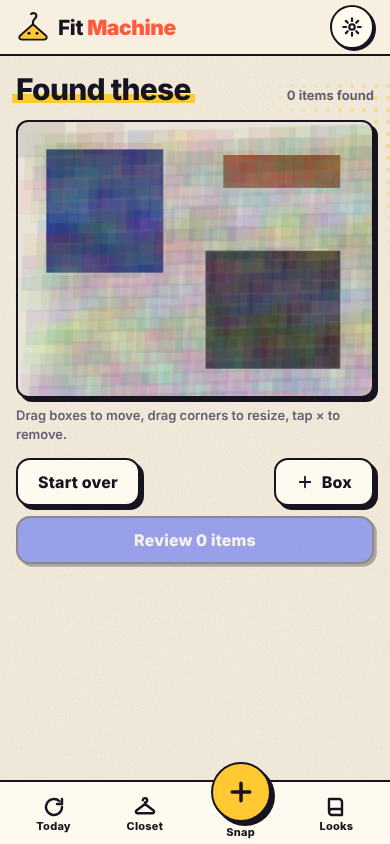 Fit Machine
Found these
0 items found
Drag boxes to move, drag corners to resize, tap × to
remove.
Start over
+ Box
Review 0 items
Today
Closet
Snap
Looks